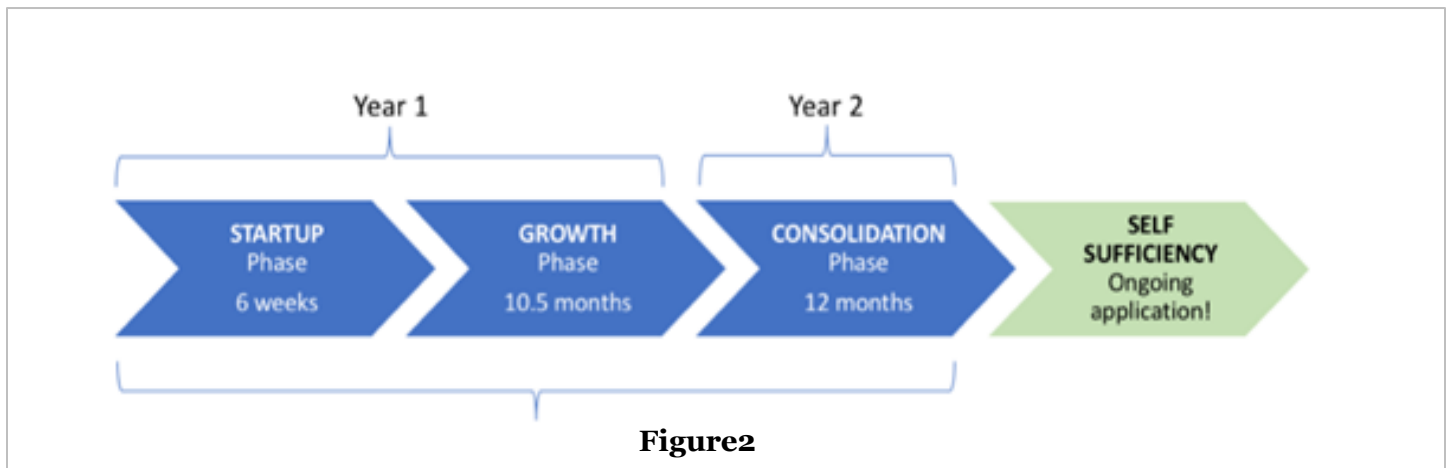 Year 1
Year 2
STARTUP
Phase
6 weeks
GROWTH
Phase
10.5 months
CONSOLIDATION
Phase
12 months
SELF
SUFFICIENCY
Ongoing
application!
Figure2